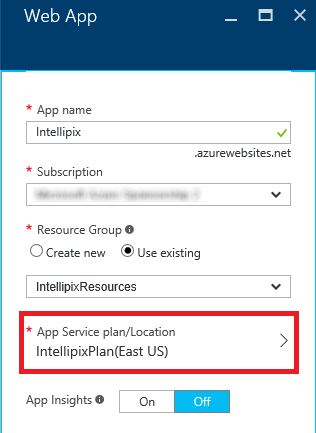 Web App
* App name
Intellipix
.azurewebsites.net
* Subscription
* Resource Group
Create new Use existing
IntellipixResources
* App Service plan/Location
IntellipixPlan(East US)
App Insights On Off